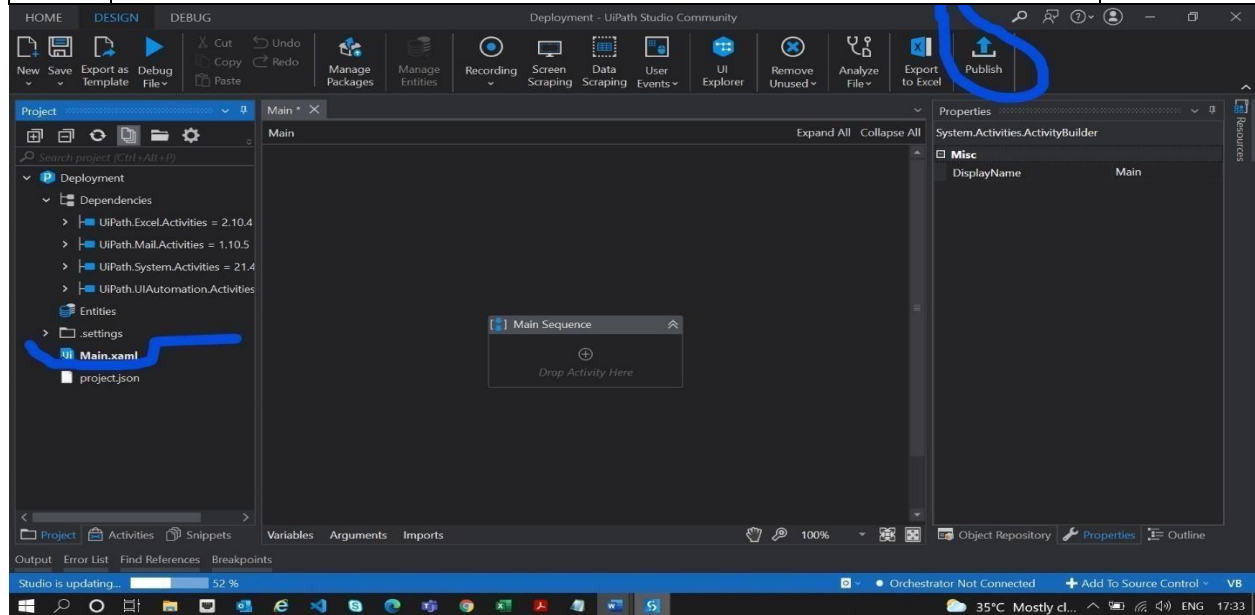 HOME DESIGN DEBUG Deployment - UiPath Studio Community
New Save Export as Template Debug File Cut Copy Paste Undo Redo Manage Packages Manage Entities Recording Screen Scraping Data Scraping User Events UI Explorer Remove Unused Analyze File Export to Excel Publish
Project Main * Properties
Main Expand All Collapse All System.Activities.ActivityBuilder
Search project (Ctrl+Alt+P) Misc
Deployment DisplayName Main
Dependencies
UiPath.Excel.Activities = 2.10.4
UiPath.Mail.Activities = 1.10.5
UiPath.System.Activities = 21.4
UiPath.UIAutomation.Activities
Entities
.settings
Main Sequence
Main.xaml
Drop Activity Here
project.json
Resources
Project Activities Snippets Variables Arguments Imports 100% Object Repository Properties Outline
Output Error List Find References Breakpoints
Studio is updating... 52 % Orchestrator Not Connected Add To Source Control VB
35°C Mostly cl... ENG 17:33